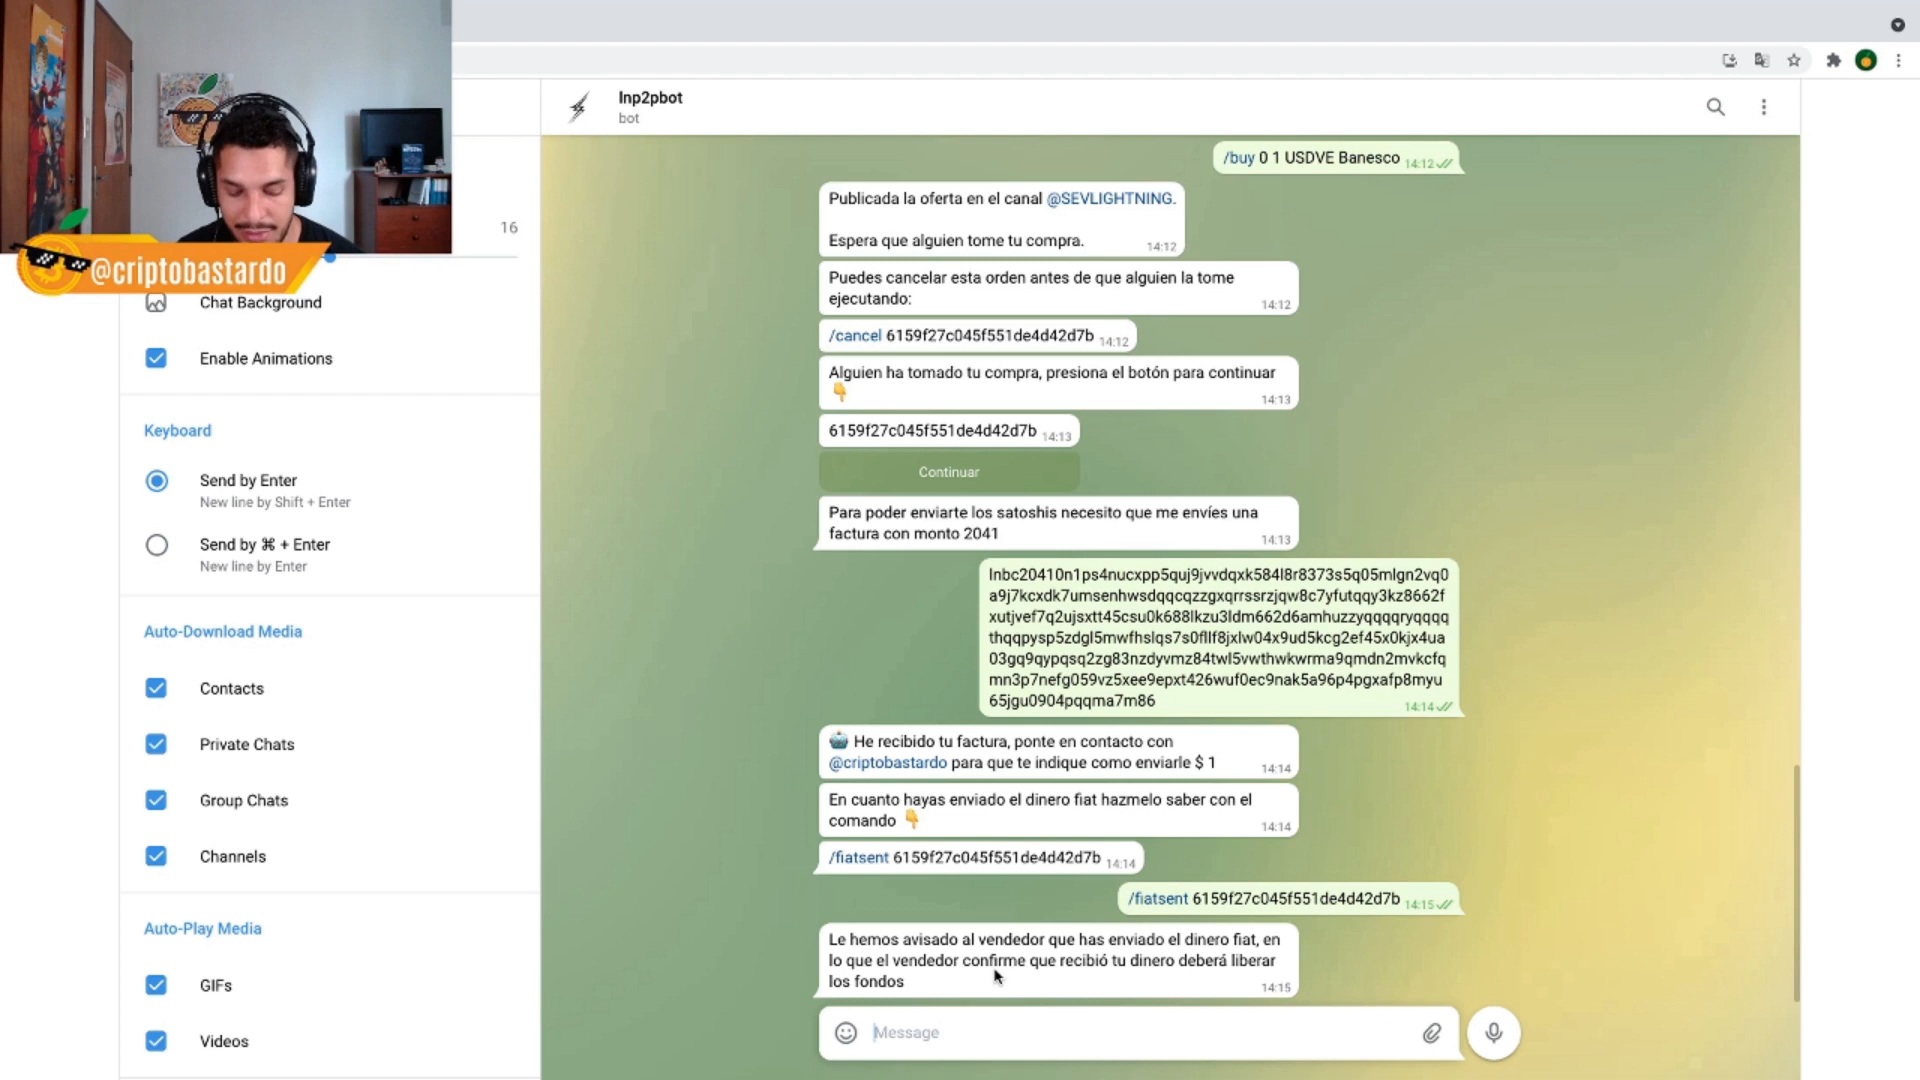 @criptobastardo
16
Chat Background
Enable Animations
Keyboard
Send by Enter
New line by Shift + Enter
Send by ⌘ + Enter
New line by Enter
Auto-Download Media
Contacts
Private Chats
Group Chats
Channels
Auto-Play Media
GIFs
Videos
lnp2pbot
bot
/buy 0 1 USDVE Banesco 14:12
Publicada la oferta en el canal @SEVLIGHTNING.
Espera que alguien tome tu compra. 14:12
Puedes cancelar esta orden antes de que alguien la tome
ejecutando: 14:12
/cancel 6159f27c045f551de4d42d7b 14:12
Alguien ha tomado tu compra, presiona el botón para continuar
👇 14:13
6159f27c045f551de4d42d7b 14:13
Continuar
Para poder enviarte los satoshis necesito que me envíes una
factura con monto 2041 14:13
lnbc20410n1ps4nucxpp5quj9jvvdqxk584l8r8373s5q05mlgn2vq0
a9j7kcxdk7umsenhwsdqqcqzzgxqrrssrzjqw8c7yfutqqy3kz8662f
xutjvef7q2ujsxtt45csu0k688lkzu3ldm662d6amhuzzyqqqqryqqqq
thqqpysp5zdgl5mwfhslqs7s0fllf8jxlw04x9ud5kcg2ef45x0kjx4ua
03gq9qypqsq2zg83nzdyvmz84twl5vwthwkwrma9qmdn2mvkcfq
mn3p7nefg059vz5xee9epxt426wuf0ec9nak5a96p4pgxafp8myu
65jgu0904pqqma7m86 14:14
🤖 He recibido tu factura, ponte en contacto con
@criptobastardo para que te indique como enviarle $ 1 14:14
En cuanto hayas enviado el dinero fiat hazmelo saber con el
comando 👇 14:14
/fiatsent 6159f27c045f551de4d42d7b 14:14
/fiatsent 6159f27c045f551de4d42d7b 14:15
Le hemos avisado al vendedor que has enviado el dinero fiat, en
lo que el vendedor confirme que recibió tu dinero deberá liberar
los fondos 14:15
Message